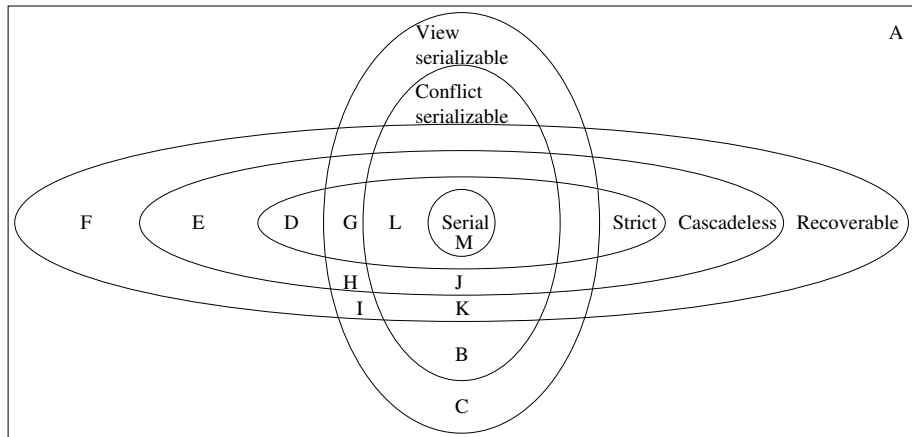 View
serializable
A
Conflict
serializable
F E D G L Serial Strict Cascadeless Recoverable
M
H J
I K
B
C